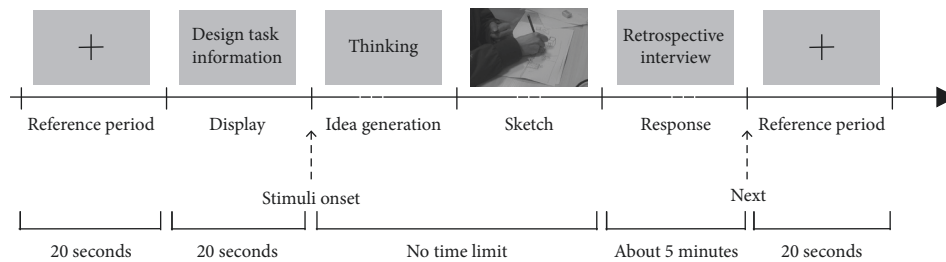 Design task
information
Thinking
Retrospective
interview
Reference period
Display
Idea generation
Sketch
Response
Reference period
Stimuli onset
Next
20 seconds
20 seconds
No time limit
About 5 minutes
20 seconds